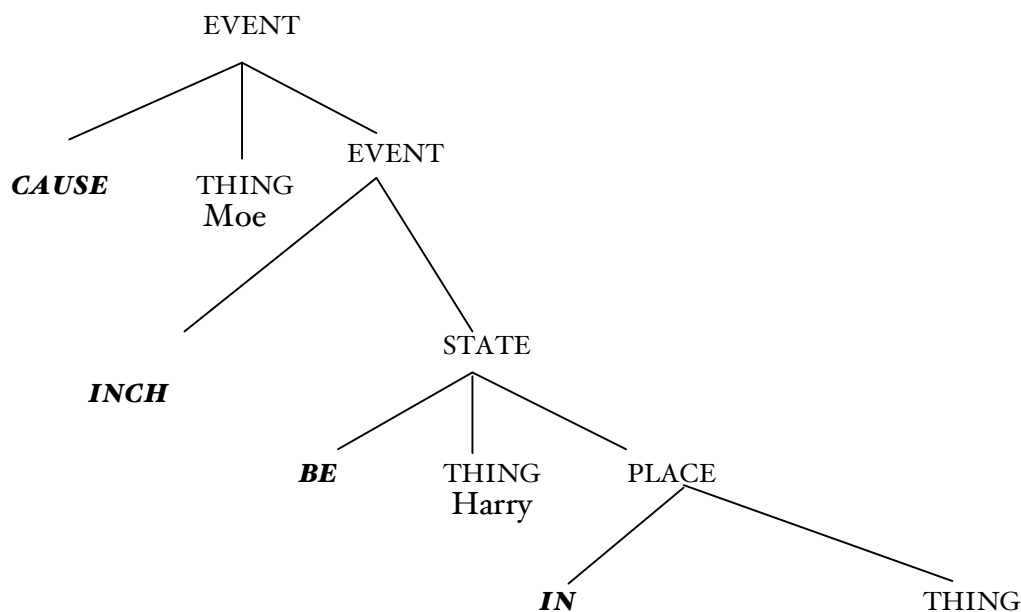 EVENT
EVENT
CAUSE
THING
Moe
STATE
INCH
BE
THING
PLACE
Harry
IN
THING